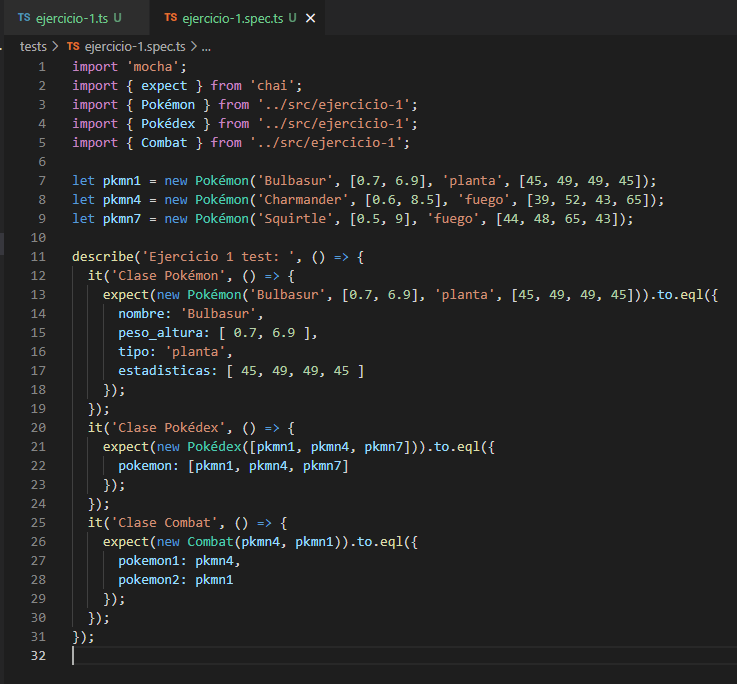 TS ejercicio-1.ts U TS ejercicio-1.spec.ts U ✕
tests > TS ejercicio-1.spec.ts > ...
1 import 'mocha';
2 import { expect } from 'chai';
3 import { Pokémon } from '../src/ejercicio-1';
4 import { Pokédex } from '../src/ejercicio-1';
5 import { Combat } from '../src/ejercicio-1';
6
7 let pkmn1 = new Pokémon('Bulbasur', [0.7, 6.9], 'planta', [45, 49, 49, 45]);
8 let pkmn4 = new Pokémon('Charmander', [0.6, 8.5], 'fuego', [39, 52, 43, 65]);
9 let pkmn7 = new Pokémon('Squirtle', [0.5, 9], 'fuego', [44, 48, 65, 43]);
10
11 describe('Ejercicio 1 test: ', () => {
12   it('Clase Pokémon', () => {
13     expect(new Pokémon('Bulbasur', [0.7, 6.9], 'planta', [45, 49, 49, 45])).to.eql({
14       nombre: 'Bulbasur',
15       peso_altura: [ 0.7, 6.9 ],
16       tipo: 'planta',
17       estadisticas: [ 45, 49, 49, 45 ]
18     });
19   });
20   it('Clase Pokédex', () => {
21     expect(new Pokédex([pkmn1, pkmn4, pkmn7])).to.eql({
22       pokemon: [pkmn1, pkmn4, pkmn7]
23     });
24   });
25   it('Clase Combat', () => {
26     expect(new Combat(pkmn4, pkmn1)).to.eql({
27       pokemon1: pkmn4,
28       pokemon2: pkmn1
29     });
30   });
31 });
32